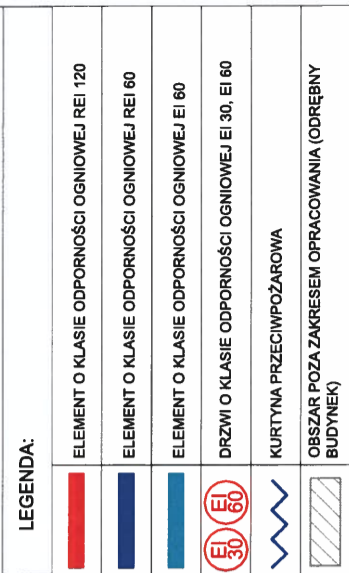 LEGENDA:
ELEMENT O KLASIE ODPORNOŚCI OGNIOWEJ REI 120
ELEMENT O KLASIE ODPORNOŚCI OGNIOWEJ REI 60
ELEMENT O KLASIE ODPORNOŚCI OGNIOWEJ EI 60
EI
30
EI
60
DRZWI O KLASIE ODPORNOŚCI OGNIOWEJ EI 30, EI 60
KURTYNA PRZECIWPOŻAROWA
OBSZAR POZA ZAKRESEM OPRACOWANIA (ODRĘBNY
BUDYNEK)